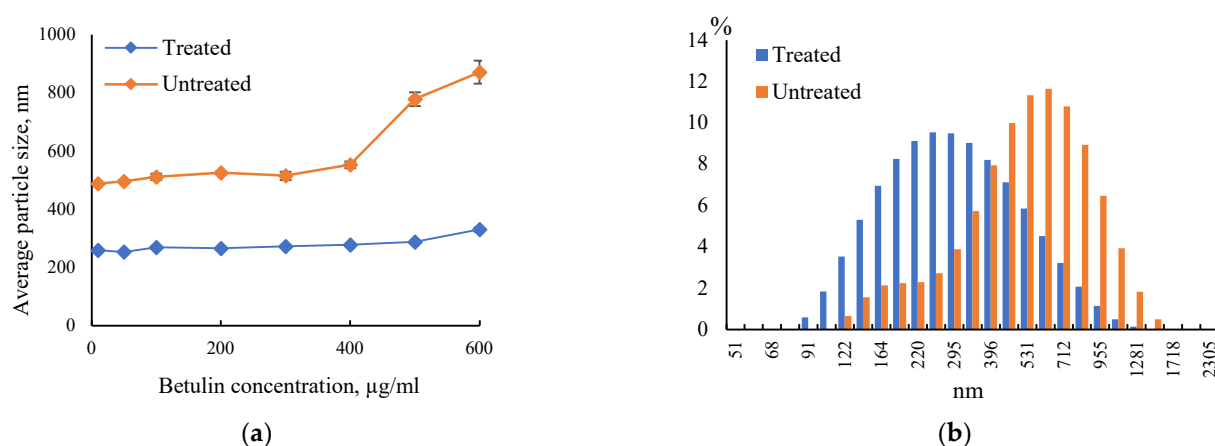 1000
800
600
400
200
0
Average particle size, nm
Treated
Untreated
0 200 400 600
Betulin concentration, µg/ml
(a)
%
14
12
10
8
6
4
2
0
Treated
Untreated
51 68 91 122 164 220 295 396 531 712 955 1281 1718 2305
nm
(b)